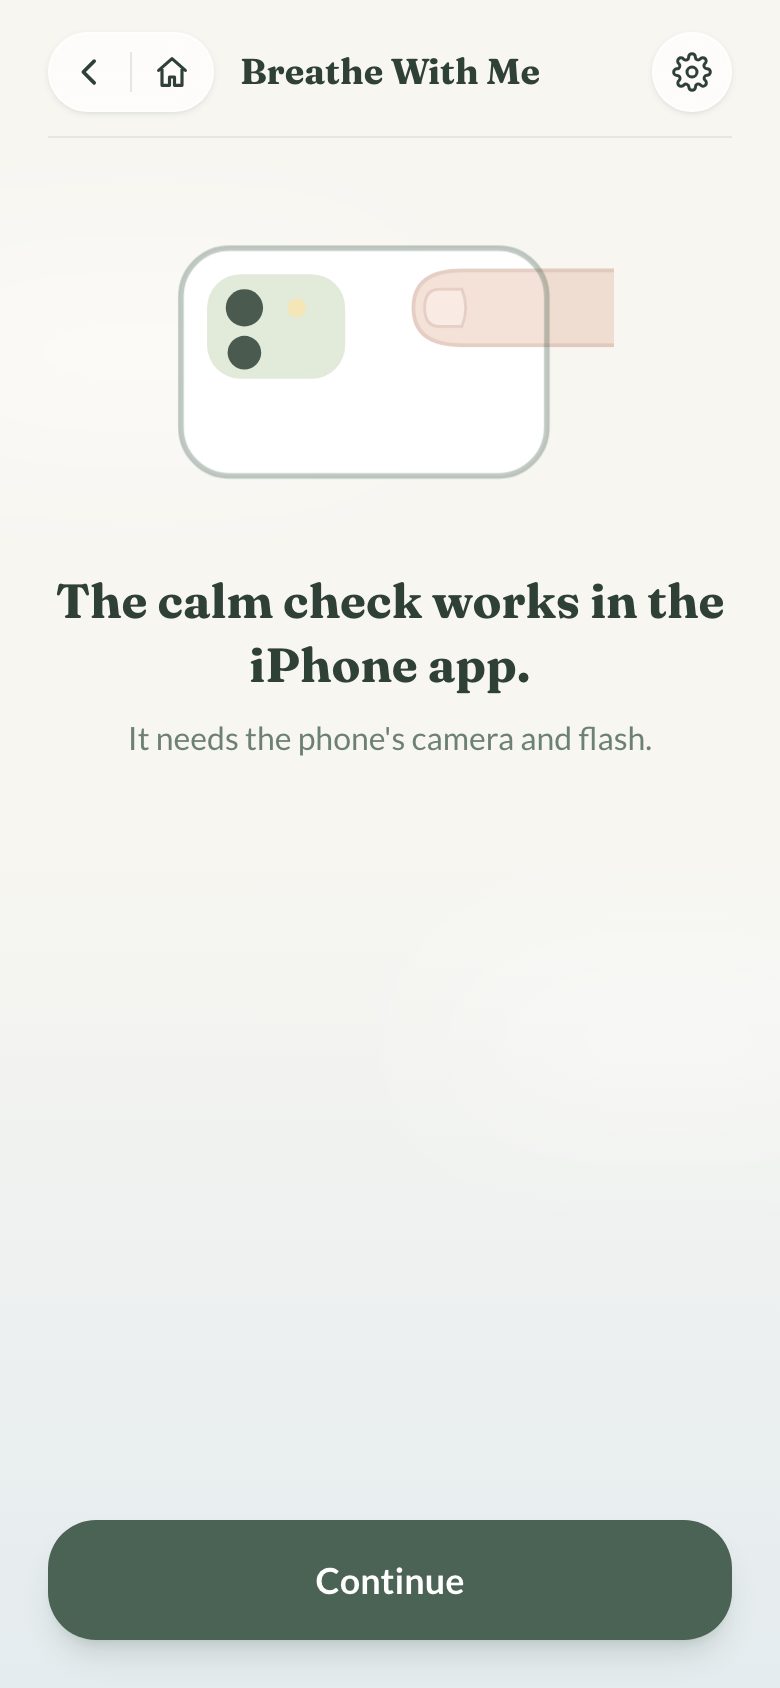 Breathe With Me
The calm check works in the
iPhone app.
It needs the phone's camera and flash.
Continue